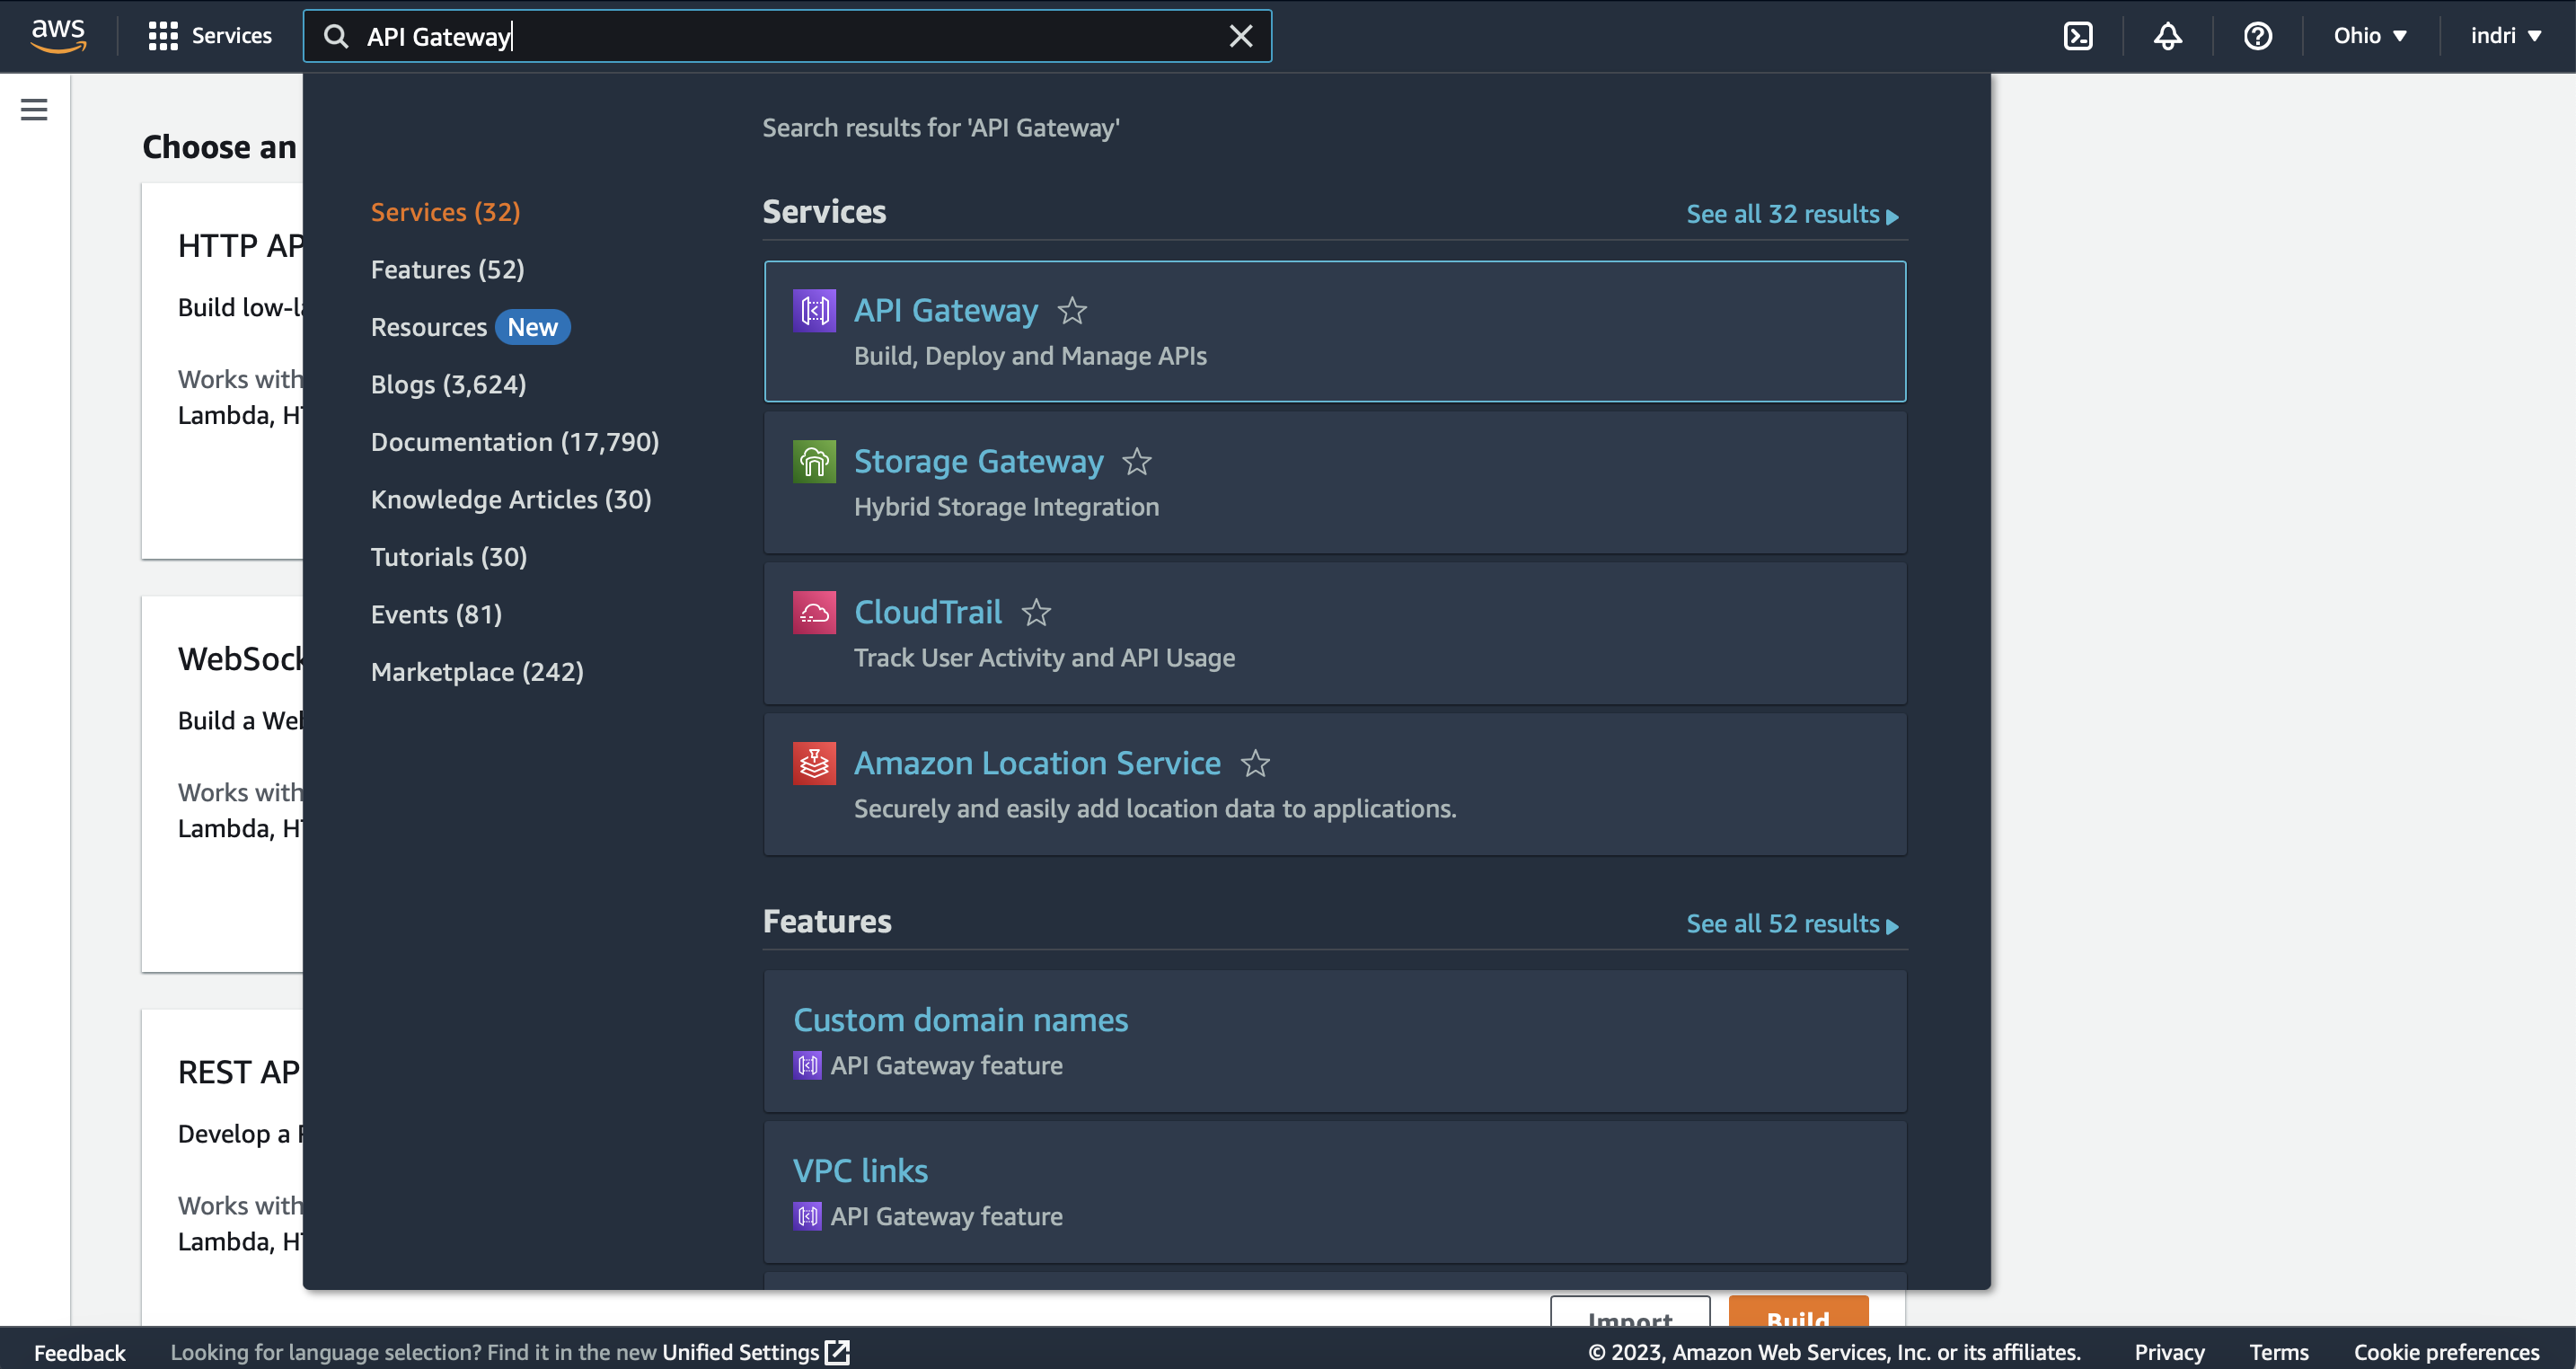 aws
Services
API Gateway
Ohio
indri
Search results for 'API Gateway'
Choose an
HTTP AP
Build low-la
Works with
Lambda, HT
WebSock
Build a Web
Works with
Lambda, HT
REST AP
Develop a R
Works with
Lambda, HT
Services (32)
Features (52)
Resources New
Blogs (3,624)
Documentation (17,790)
Knowledge Articles (30)
Tutorials (30)
Events (81)
Marketplace (242)
Services
See all 32 results
API Gateway
Build, Deploy and Manage APIs
Storage Gateway
Hybrid Storage Integration
CloudTrail
Track User Activity and API Usage
Amazon Location Service
Securely and easily add location data to applications.
Features
See all 52 results
Custom domain names
API Gateway feature
VPC links
API Gateway feature
Import
Build
Feedback
Looking for language selection? Find it in the new Unified Settings
© 2023, Amazon Web Services, Inc. or its affiliates.
Privacy
Terms
Cookie preferences